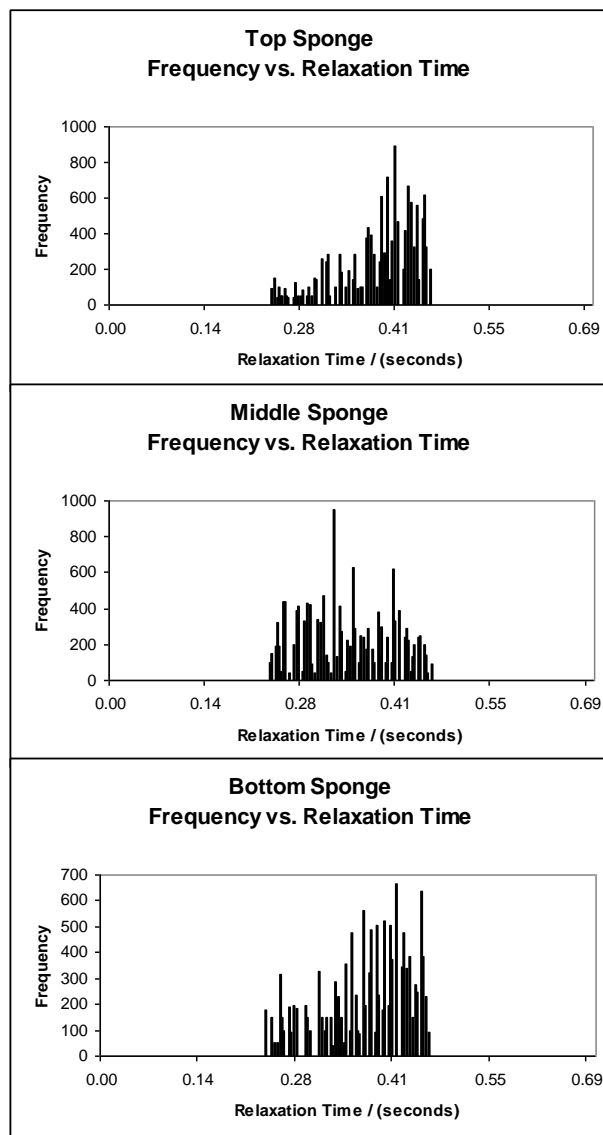 Top Sponge
Frequency vs. Relaxation Time
1000
800
600
400
200
0
Frequency
0.00 0.14 0.28 0.41 0.55 0.69
Relaxation Time / (seconds)
Middle Sponge
Frequency vs. Relaxation Time
1000
800
600
400
200
0
Frequency
0.00 0.14 0.28 0.41 0.55 0.69
Relaxation Time / (seconds)
Bottom Sponge
Frequency vs. Relaxation Time
700
600
500
400
300
200
100
0
Frequency
0.00 0.14 0.28 0.41 0.55 0.69
Relaxation Time / (seconds)